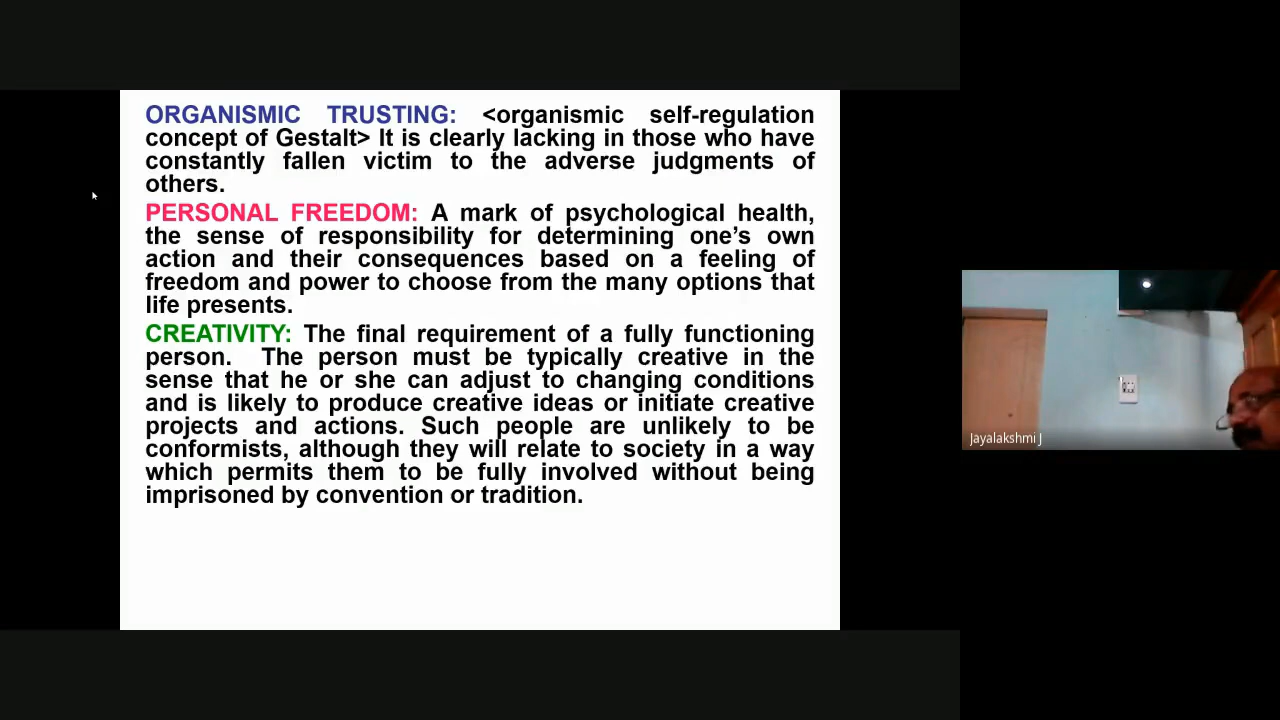 ORGANISMIC TRUSTING: <organismic self-regulation
concept of Gestalt> It is clearly lacking in those who have
constantly fallen victim to the adverse judgments of
others.
PERSONAL FREEDOM: A mark of psychological health,
the sense of responsibility for determining one's own
action and their consequences based on a feeling of
freedom and power to choose from the many options that
life presents.
CREATIVITY: The final requirement of a fully functioning
person. The person must be typically creative in the
sense that he or she can adjust to changing conditions
and is likely to produce creative ideas or initiate creative
projects and actions. Such people are unlikely to be
conformists, although they will relate to society in a way
which permits them to be fully involved without being
imprisoned by convention or tradition.
Jayalakshmi J